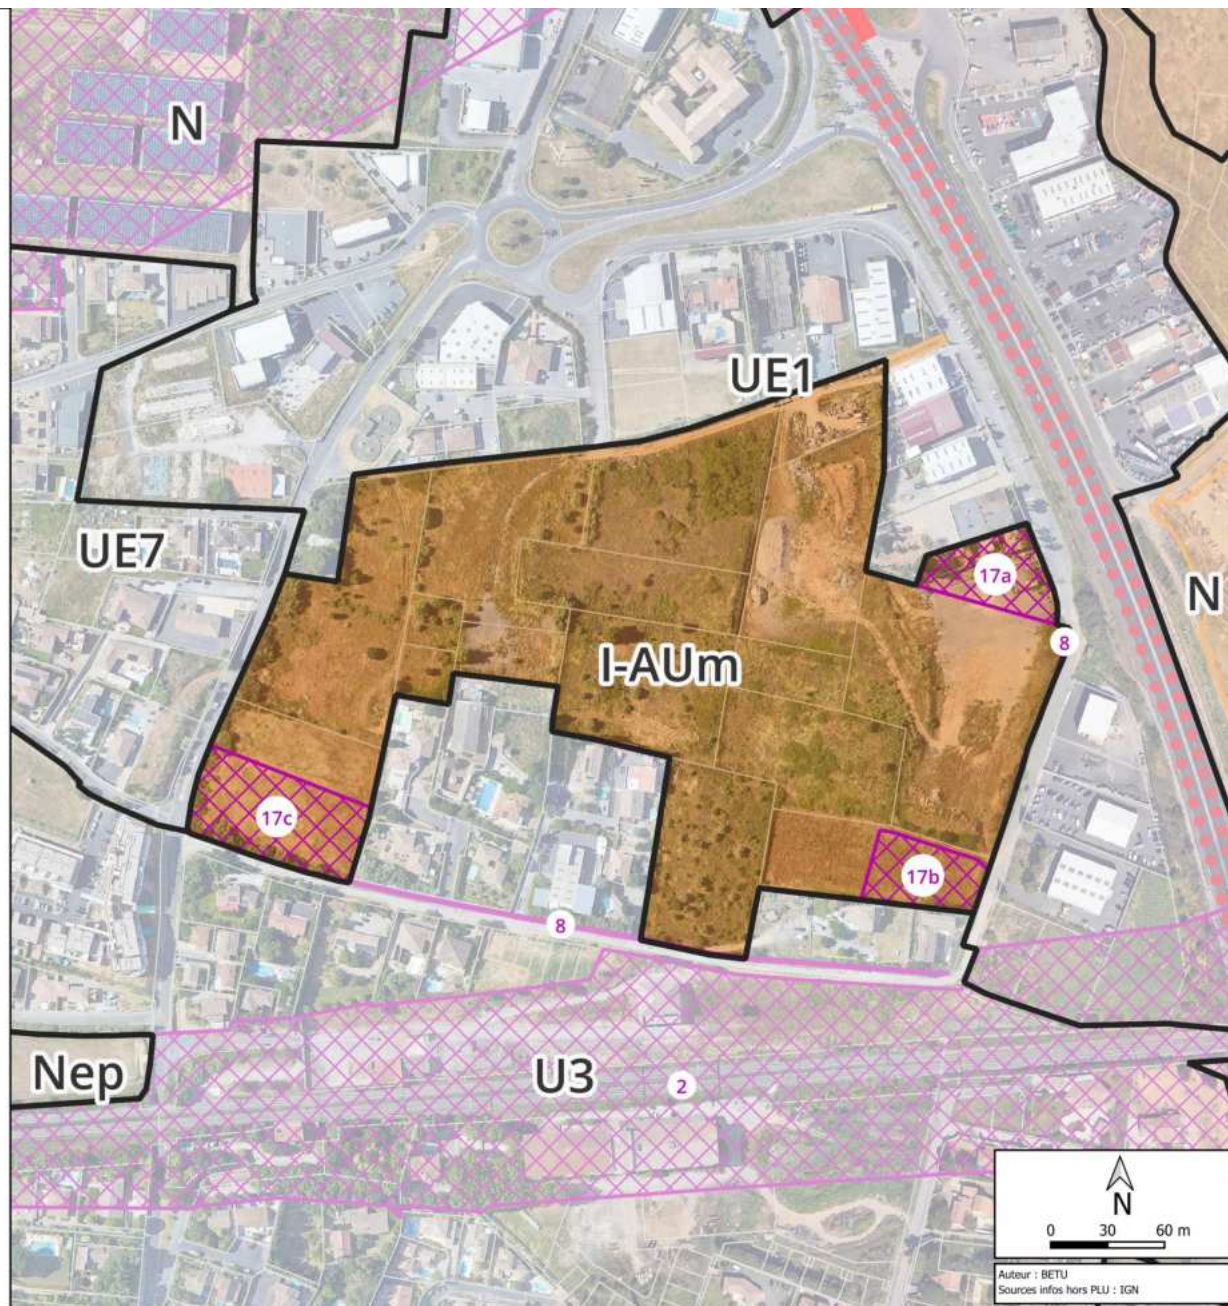 N
UE1
UE7
17a
N
8
I-AUm
17c
17b
8
Nep
U3
2
N
0 30 60 m
Auteur : BETU
Sources infos hors PLU : IGN